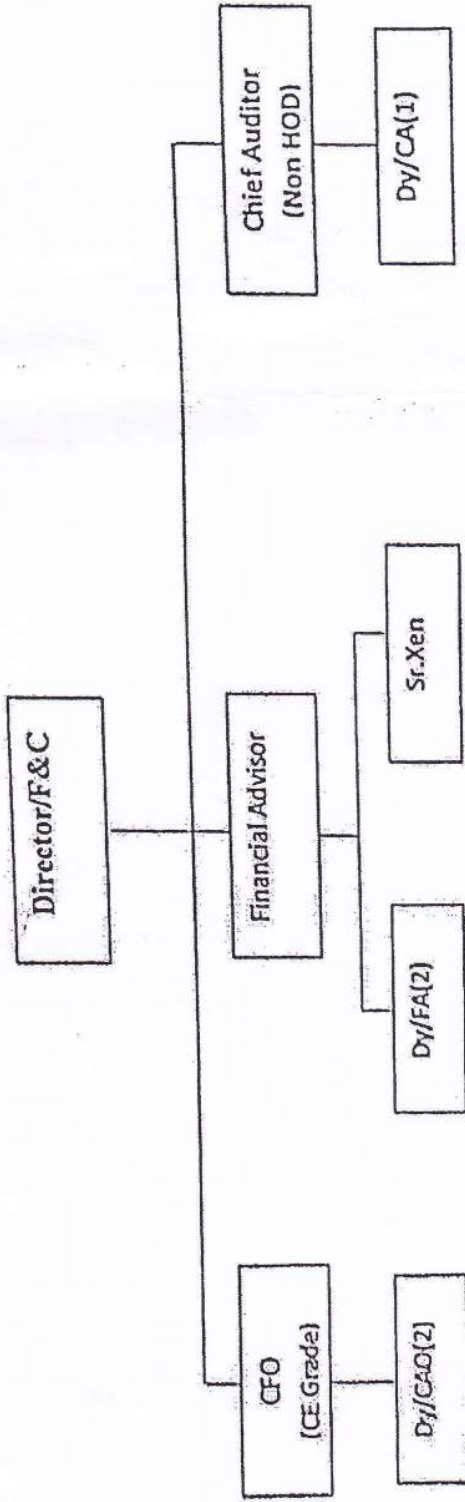 Director/F&C
CFO
(CE Grade)
Financial Advisor
Chief Auditor
(Non HOD)
Dy/CAO(2)
Dy/FA(2)
Sr.Xen
Dy/CA(1)